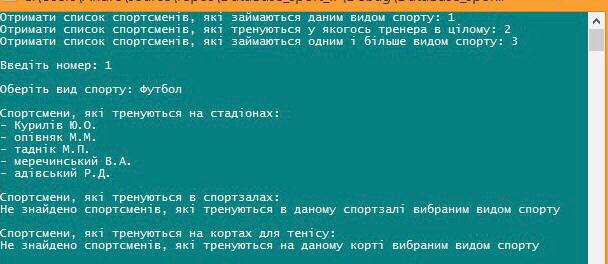 Отримати список спортсменів, які займаються даним видом спорту: 1
Отримати список спортсменів, які тренуються у якогось тренера в цілому: 2
Отримати список спортсменів, які займаються одним і більше видом спорту: 3
Введіть номер: 1
Оберіть вид спорту: Футбол
Спортсмени, які тренуються на стадіонах:
- Курилів Ю.О.
- опівняк М.М.
- таднік М.П.
- меречинський В.А.
- адівський Р.Д.
Спортсмени, які тренуються в спортзалах:
Не знайдено спортсменів, які тренуються в даному спортзалі вибраним видом спорту
Спортсмени, які тренуються на кортах для тенісу:
Не знайдено спортсменів, які тренуються на даному корті вибраним видом спорту